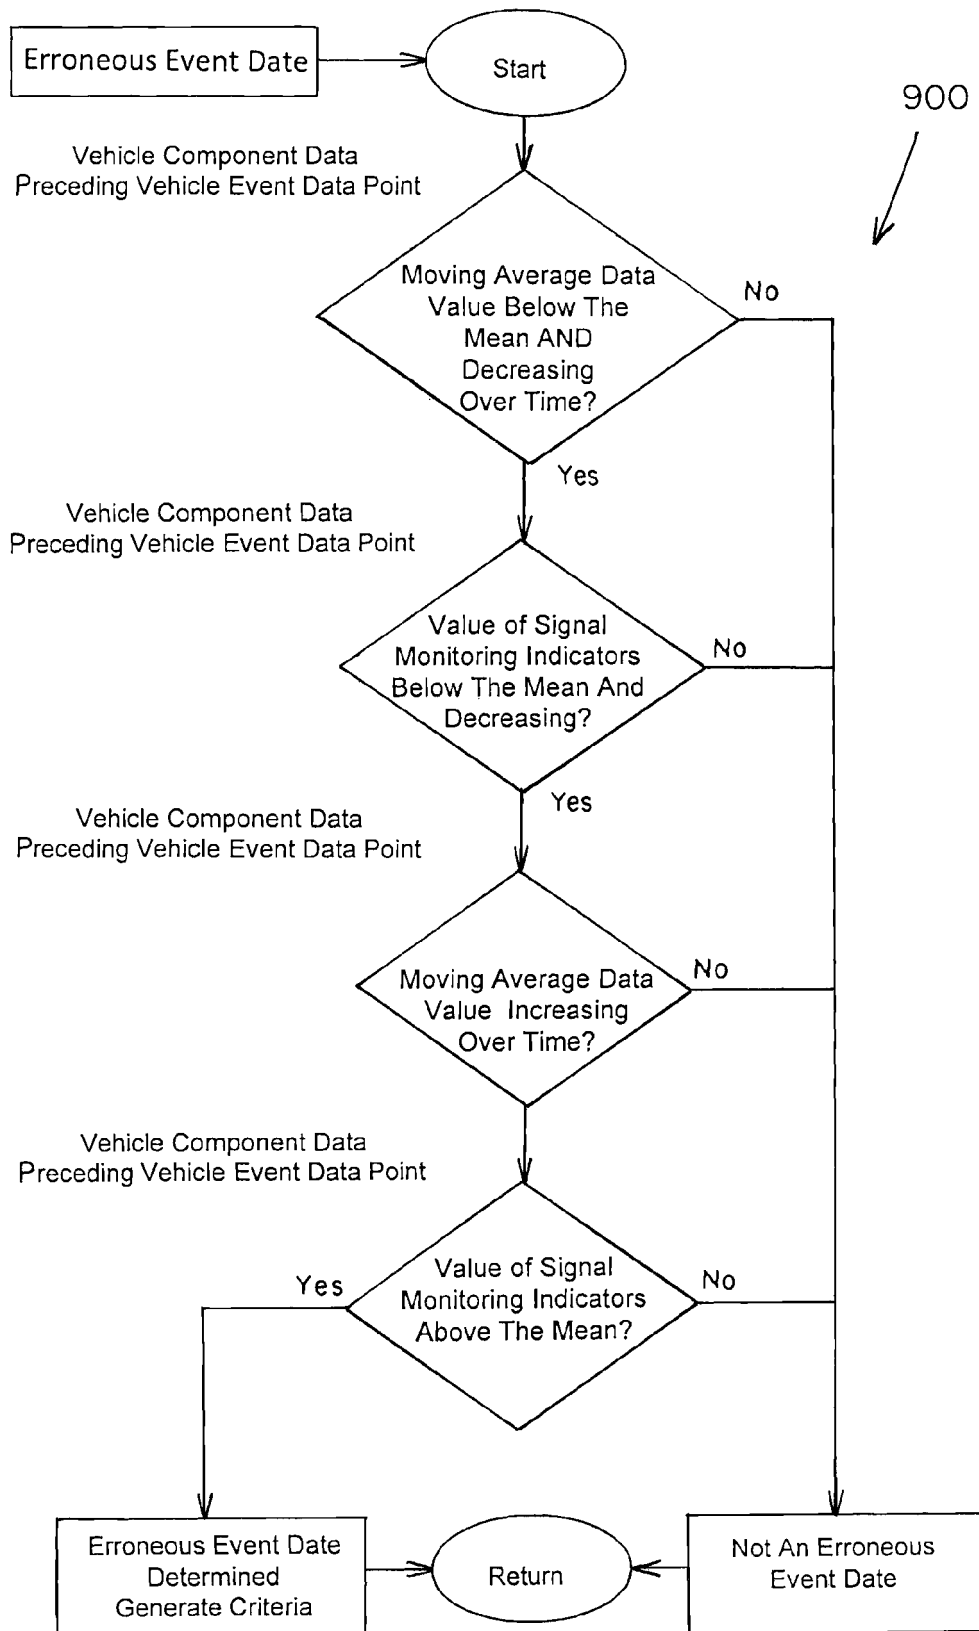 Erroneous Event Date
Start
900
Vehicle Component Data
Preceding Vehicle Event Data Point
Moving Average Data
Value Below The
Mean AND
Decreasing
Over Time?
No
Yes
Vehicle Component Data
Preceding Vehicle Event Data Point
Value of Signal
Monitoring Indicators
Below The Mean And
Decreasing?
No
Yes
Vehicle Component Data
Preceding Vehicle Event Data Point
Moving Average Data
Value Increasing
Over Time?
No
Vehicle Component Data
Preceding Vehicle Event Data Point
Value of Signal
Monitoring Indicators
Above The Mean?
Yes
No
Erroneous Event Date
Determined
Generate Criteria
Return
Not An Erroneous
Event Date